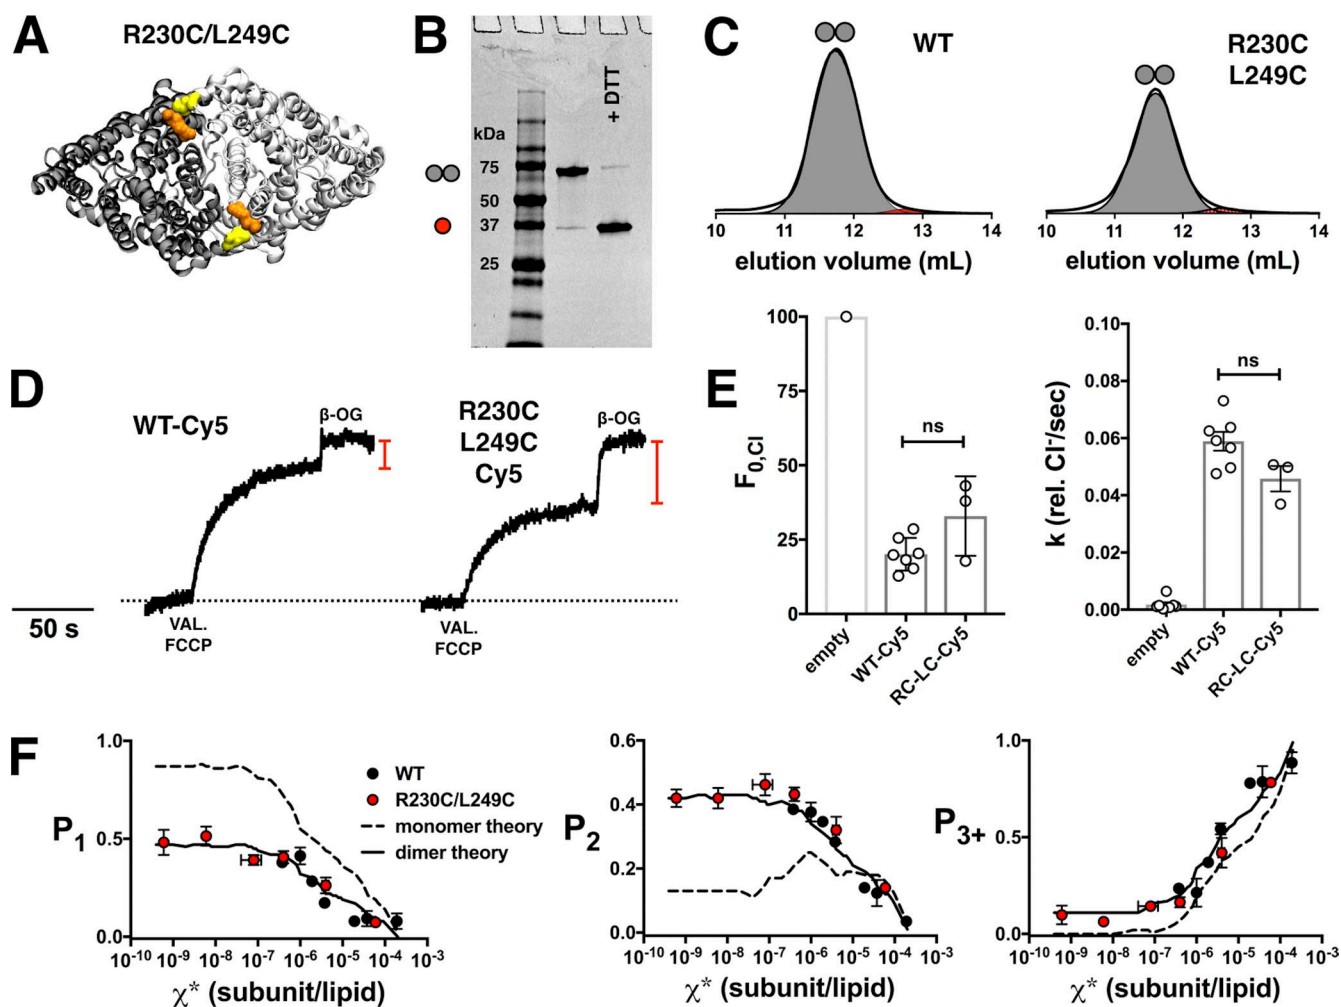 A
R230C/L249C
B
+ DTT
kDa
75
50
37
25
C
WT
R230C
L249C
10 11 12 13 14
elution volume (mL)
10 11 12 13 14
elution volume (mL)
D
WT-Cy5
β-OG
R230C
L249C
Cy5
β-OG
VAL.
FCCP
VAL.
FCCP
50 s
E
F0,Cl
100
75
50
25
0
ns
empty
WT-Cy5
RC-LC-Cy5
k (rel. Cl-/sec)
0.10
0.08
0.06
0.04
0.02
0.00
ns
empty
WT-Cy5
RC-LC-Cy5
F
P1
1.0
0.5
0.0
WT
R230C/L249C
monomer theory
dimer theory
10-10 10-9 10-8 10-7 10-6 10-5 10-4 10-3
χ* (subunit/lipid)
P2
0.6
0.4
0.2
0.0
10-10 10-9 10-8 10-7 10-6 10-5 10-4 10-3
χ* (subunit/lipid)
P3+
1.0
0.5
0.0
10-10 10-9 10-8 10-7 10-6 10-5 10-4 10-3
χ* (subunit/lipid)